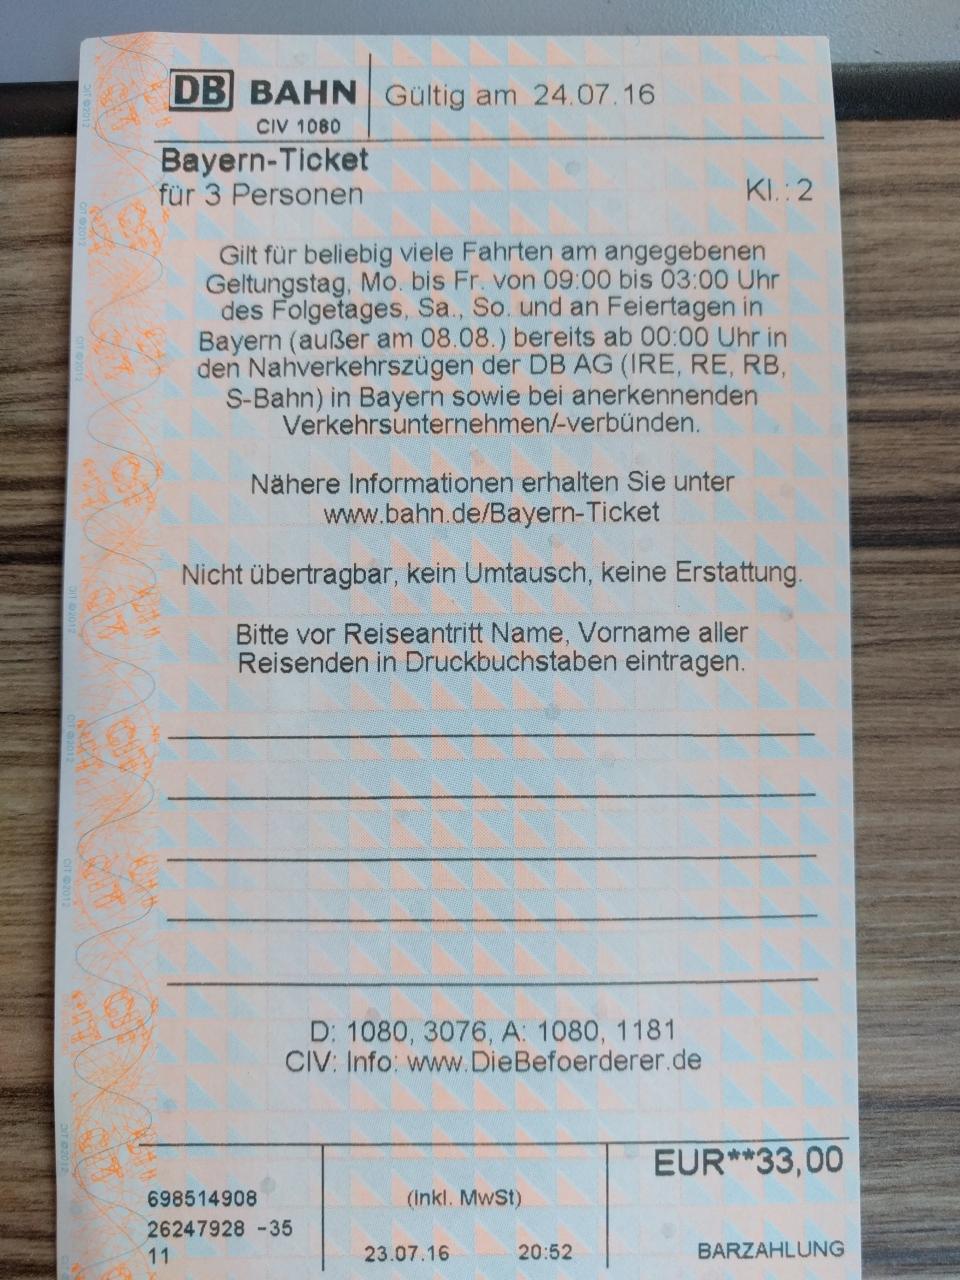 DB BAHN
Gültig am 24.07.16
CIV 1080
Bayern-Ticket
für 3 Personen
Kl.: 2
Gilt für beliebig viele Fahrten am angegebenen
Geltungstag, Mo. bis Fr. von 09:00 bis 03:00 Uhr
des Folgetages, Sa., So. und an Feiertagen in
Bayern (außer am 08.08.) bereits ab 00:00 Uhr in
den Nahverkehrszügen der DB AG (IRE, RE, RB,
S-Bahn) in Bayern sowie bei anerkennenden
Verkehrsunternehmen/-verbünden.
Nähere Informationen erhalten Sie unter
www.bahn.de/Bayern-Ticket
Nicht übertragbar, kein Umtausch, keine Erstattung.
Bitte vor Reiseantritt Name, Vorname aller
Reisenden in Druckbuchstaben eintragen.
D: 1080, 3076, A: 1080, 1181
CIV: Info: www.DieBefoerderer.de
EUR**33,00
698514908
(Inkl. MwSt)
26247928 -35
11
23.07.16 20:52
BARZAHLUNG